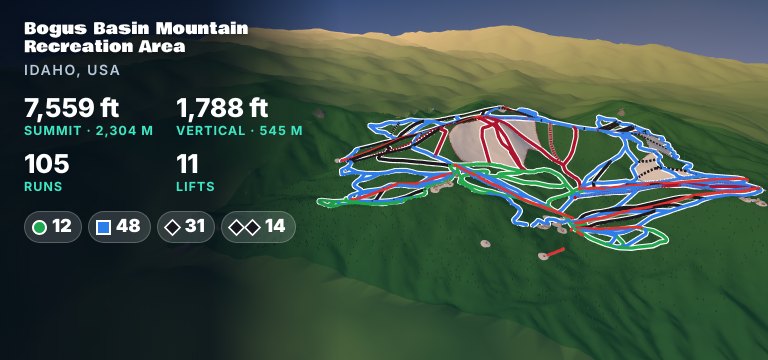 Bogus Basin Mountain
Recreation Area
IDAHO, USA
7,559 ft
SUMMIT · 2,304 M
1,788 ft
VERTICAL · 545 M
105
RUNS
11
LIFTS
12
48
31
14